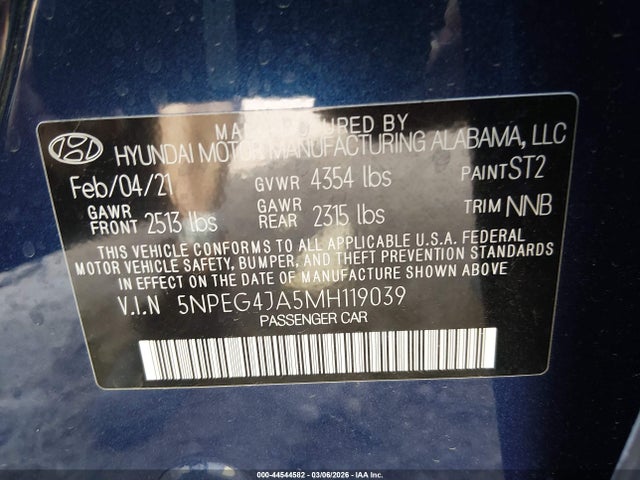 MANUFACTURED BY
HYUNDAI MOTOR MANUFACTURING ALABAMA, LLC
Feb/04/21 GVWR 4354 lbs PAINT ST2
GAWR FRONT 2513 lbs GAWR REAR 2315 lbs TRIM NNB
THIS VEHICLE CONFORMS TO ALL APPLICABLE U.S.A. FEDERAL
MOTOR VEHICLE SAFETY, BUMPER, AND THEFT PREVENTION STANDARDS
IN EFFECT ON THE DATE OF MANUFACTURE SHOWN ABOVE.
V.I.N 5NPEG4JA5MH119039
PASSENGER CAR
00-44544582 - 03/06/2026 - IAA Inc.